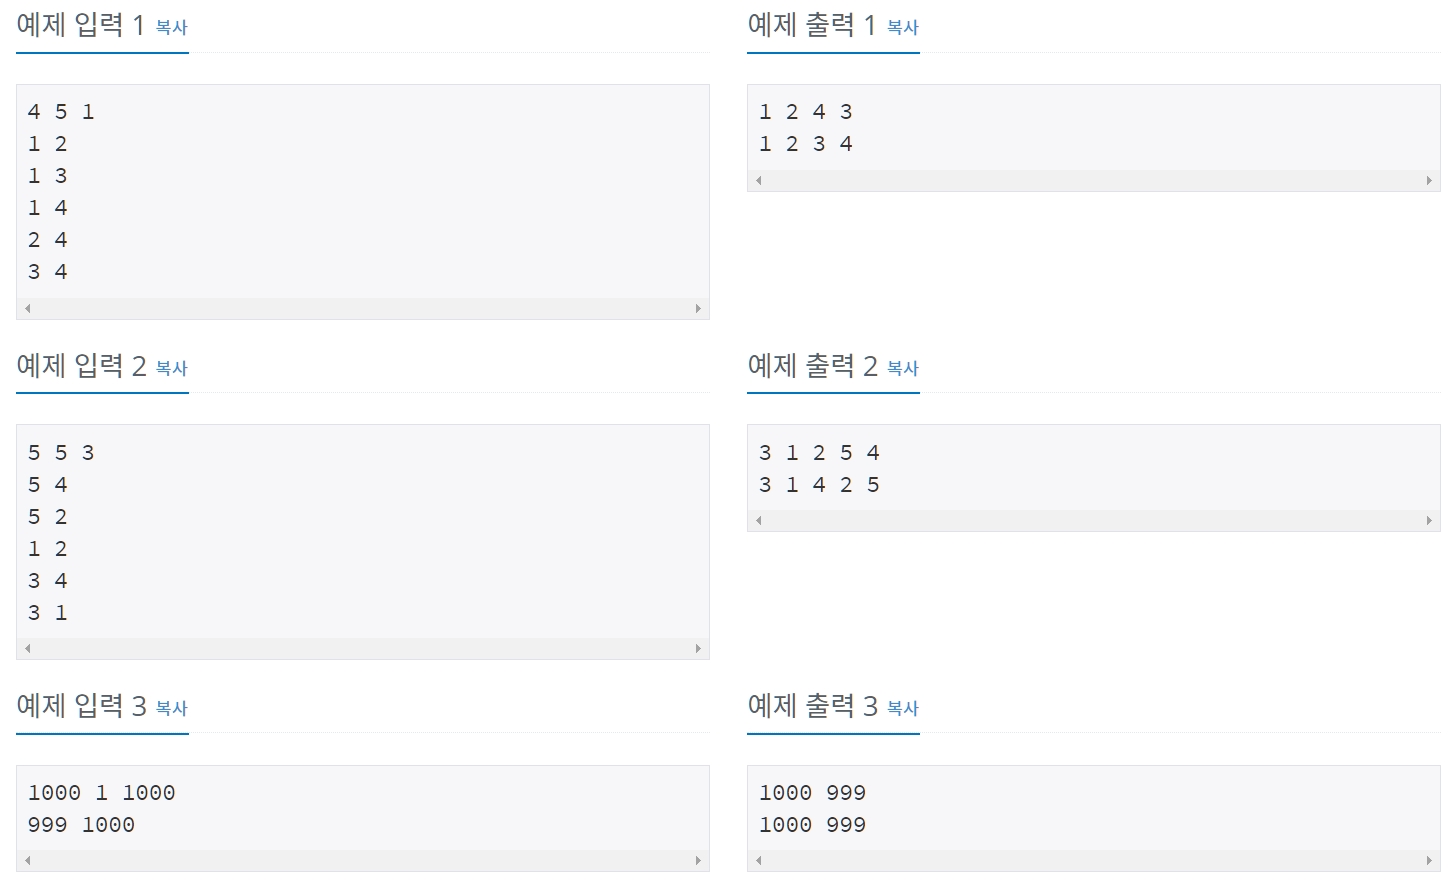 예제 입력 1 복사
4 5 1
1 2
1 3
1 4
2 4
3 4
예제 출력 1 복사
1 2 4 3
1 2 3 4
예제 입력 2 복사
5 5 3
5 4
5 2
1 2
3 4
3 1
예제 출력 2 복사
3 1 2 5 4
3 1 4 2 5
예제 입력 3 복사
1000 1 1000
999 1000
예제 출력 3 복사
1000 999
1000 999